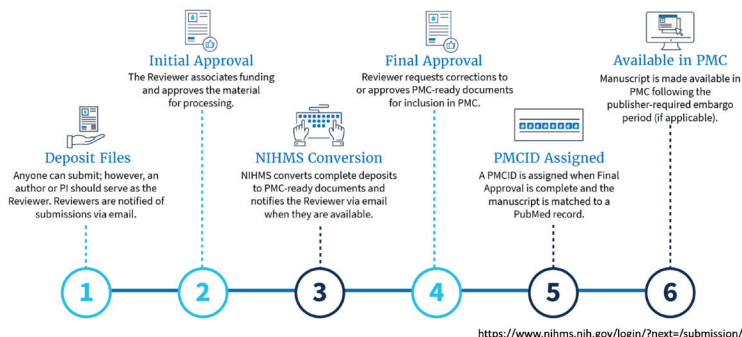 Deposit Files
Anyone can submit; however, an
author or PI should serve as the
Reviewer. Reviewers are notified of
submissions via email.
1
Initial Approval
The Reviewer associates funding
and approves the material
for processing.
2
NIHMS Conversion
NIHMS converts complete deposits
to PMC-ready documents and
notifies the Reviewer via email
when they are available.
3
Final Approval
Reviewer requests corrections to
or approves PMC-ready documents
for inclusion in PMC.
4
PMCID Assigned
A PMCID is assigned when Final
Approval is complete and the
manuscript is matched to a
PubMed record.
5
Available in PMC
Manuscript is made available in
PMC following the
publisher-required embargo
period (if applicable).
6
https://www.nihms.nih.gov/login/?next=/submission/